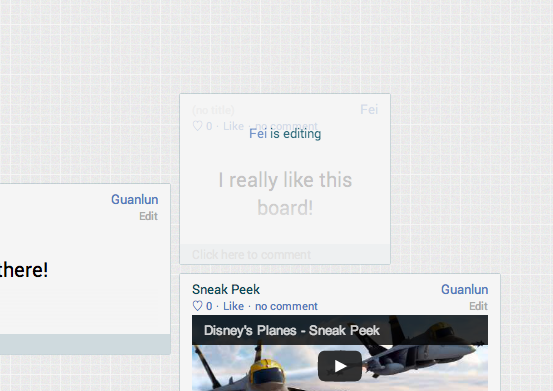 (no title)
Fei
♡ 0 · Like · no comment
Fei is editing
I really like this
board!
Click here to comment
Guanlun
Edit
there!
Sneak Peek
Guanlun
♡ 0 · Like · no comment
Edit
Disney's Planes - Sneak Peek